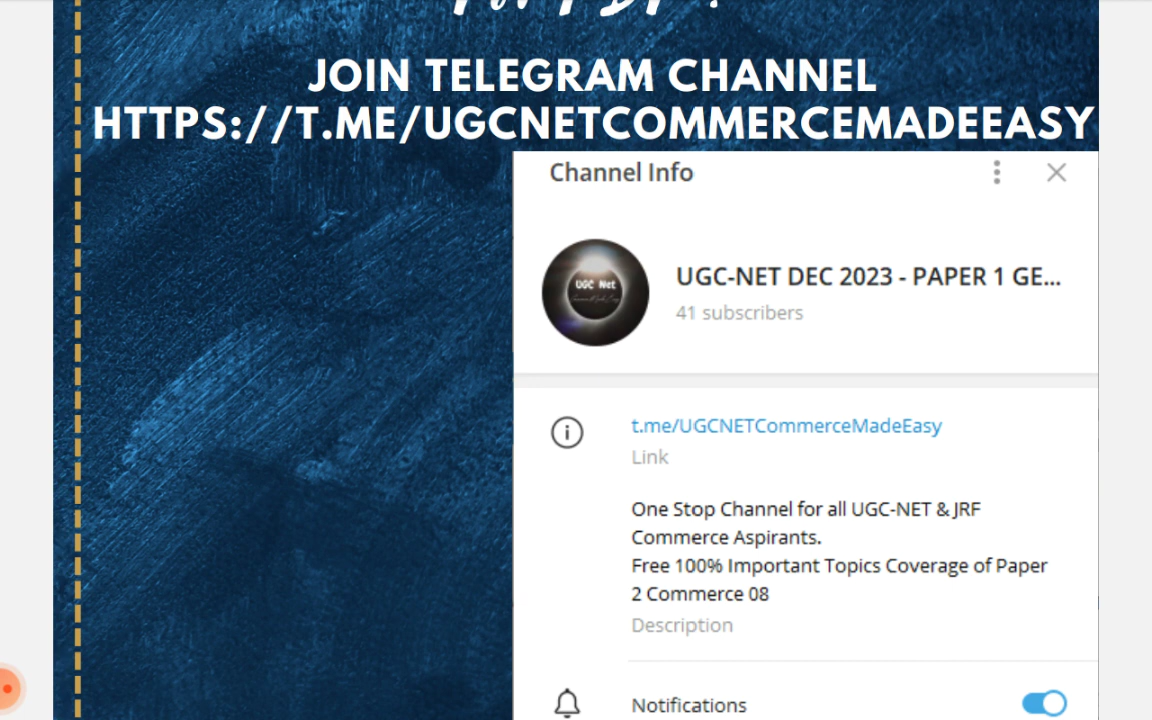 JOIN TELEGRAM CHANNEL
HTTPS://T.ME/UGCNETCOMMERCEMADEEASY
Channel Info
UGC Net
UGC-NET DEC 2023 - PAPER 1 GE...
41 subscribers
t.me/UGCNETCommerceMadeEasy
Link
One Stop Channel for all UGC-NET & JRF
Commerce Aspirants.
Free 100% Important Topics Coverage of Paper
2 Commerce 08
Description
Notifications